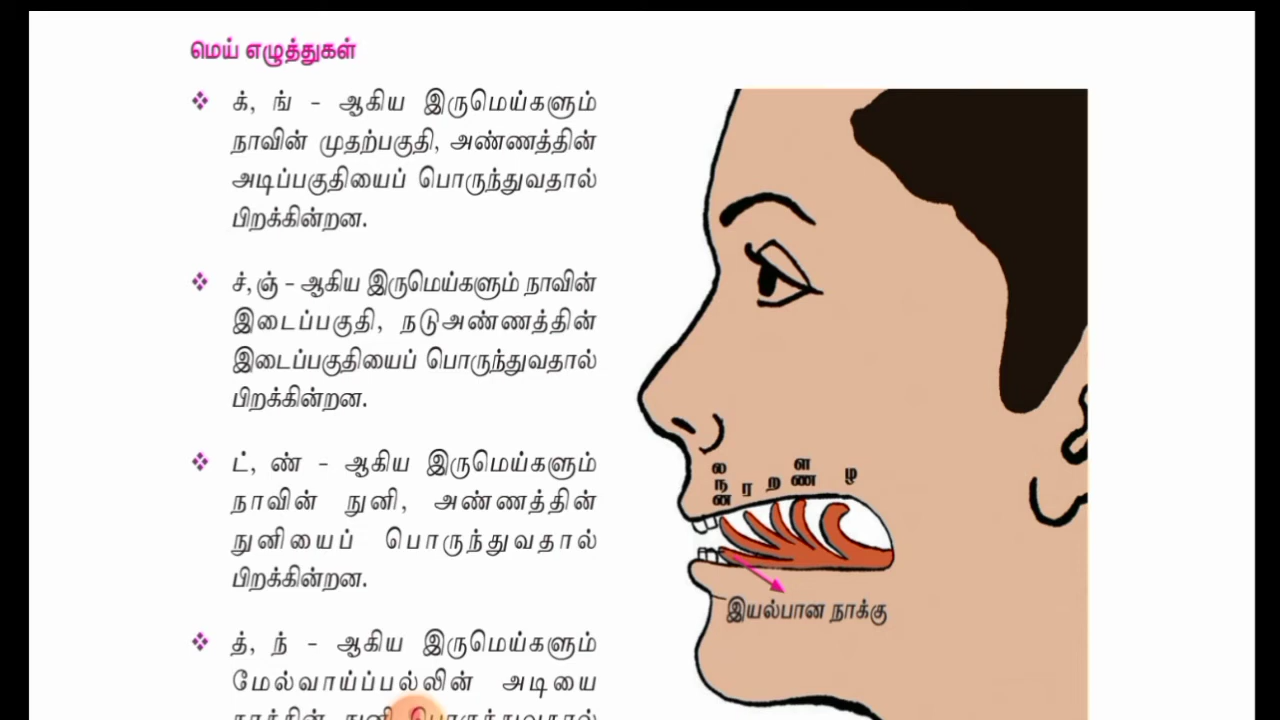 மெய் எழுத்துகள்
க், ங் - ஆகிய இருமெய்களும்
நாவின் முதற்பகுதி, அண்ணத்தின்
அடிப்பகுதியைப் பொருந்துவதால்
பிறக்கின்றன.
ச், ஞ் - ஆகிய இருமெய்களும் நாவின்
இடைப்பகுதி, நடுஅண்ணத்தின்
இடைப்பகுதியைப் பொருந்துவதால்
பிறக்கின்றன.
ட், ண் - ஆகிய இருமெய்களும்
நாவின் நுனி, அண்ணத்தின்
நுனியைப் பொருந்துவதால்
பிறக்கின்றன.
த், ந் - ஆகிய இருமெய்களும்
மேல்வாய்ப்பல்லின் அடியை
நுனி பொருந்துவதால்
ல
ந
ன
ர
ற
ள
ண
ழ
இயல்பான நாக்கு